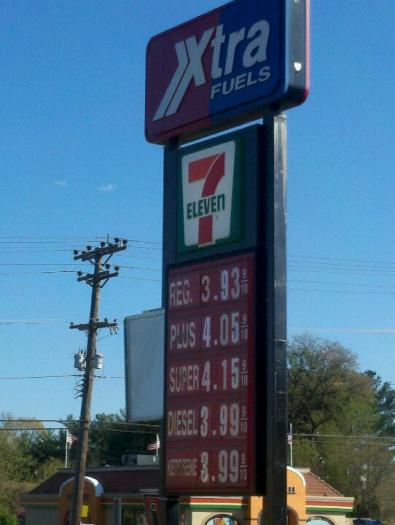 Xtra
FUELS
7
ELEVEN
REG. 3.93 9/10
PLUS 4.05 9/10
SUPER 4.15 9/10
DIESEL 3.99 9/10
KEROSENE 3.99 9/10